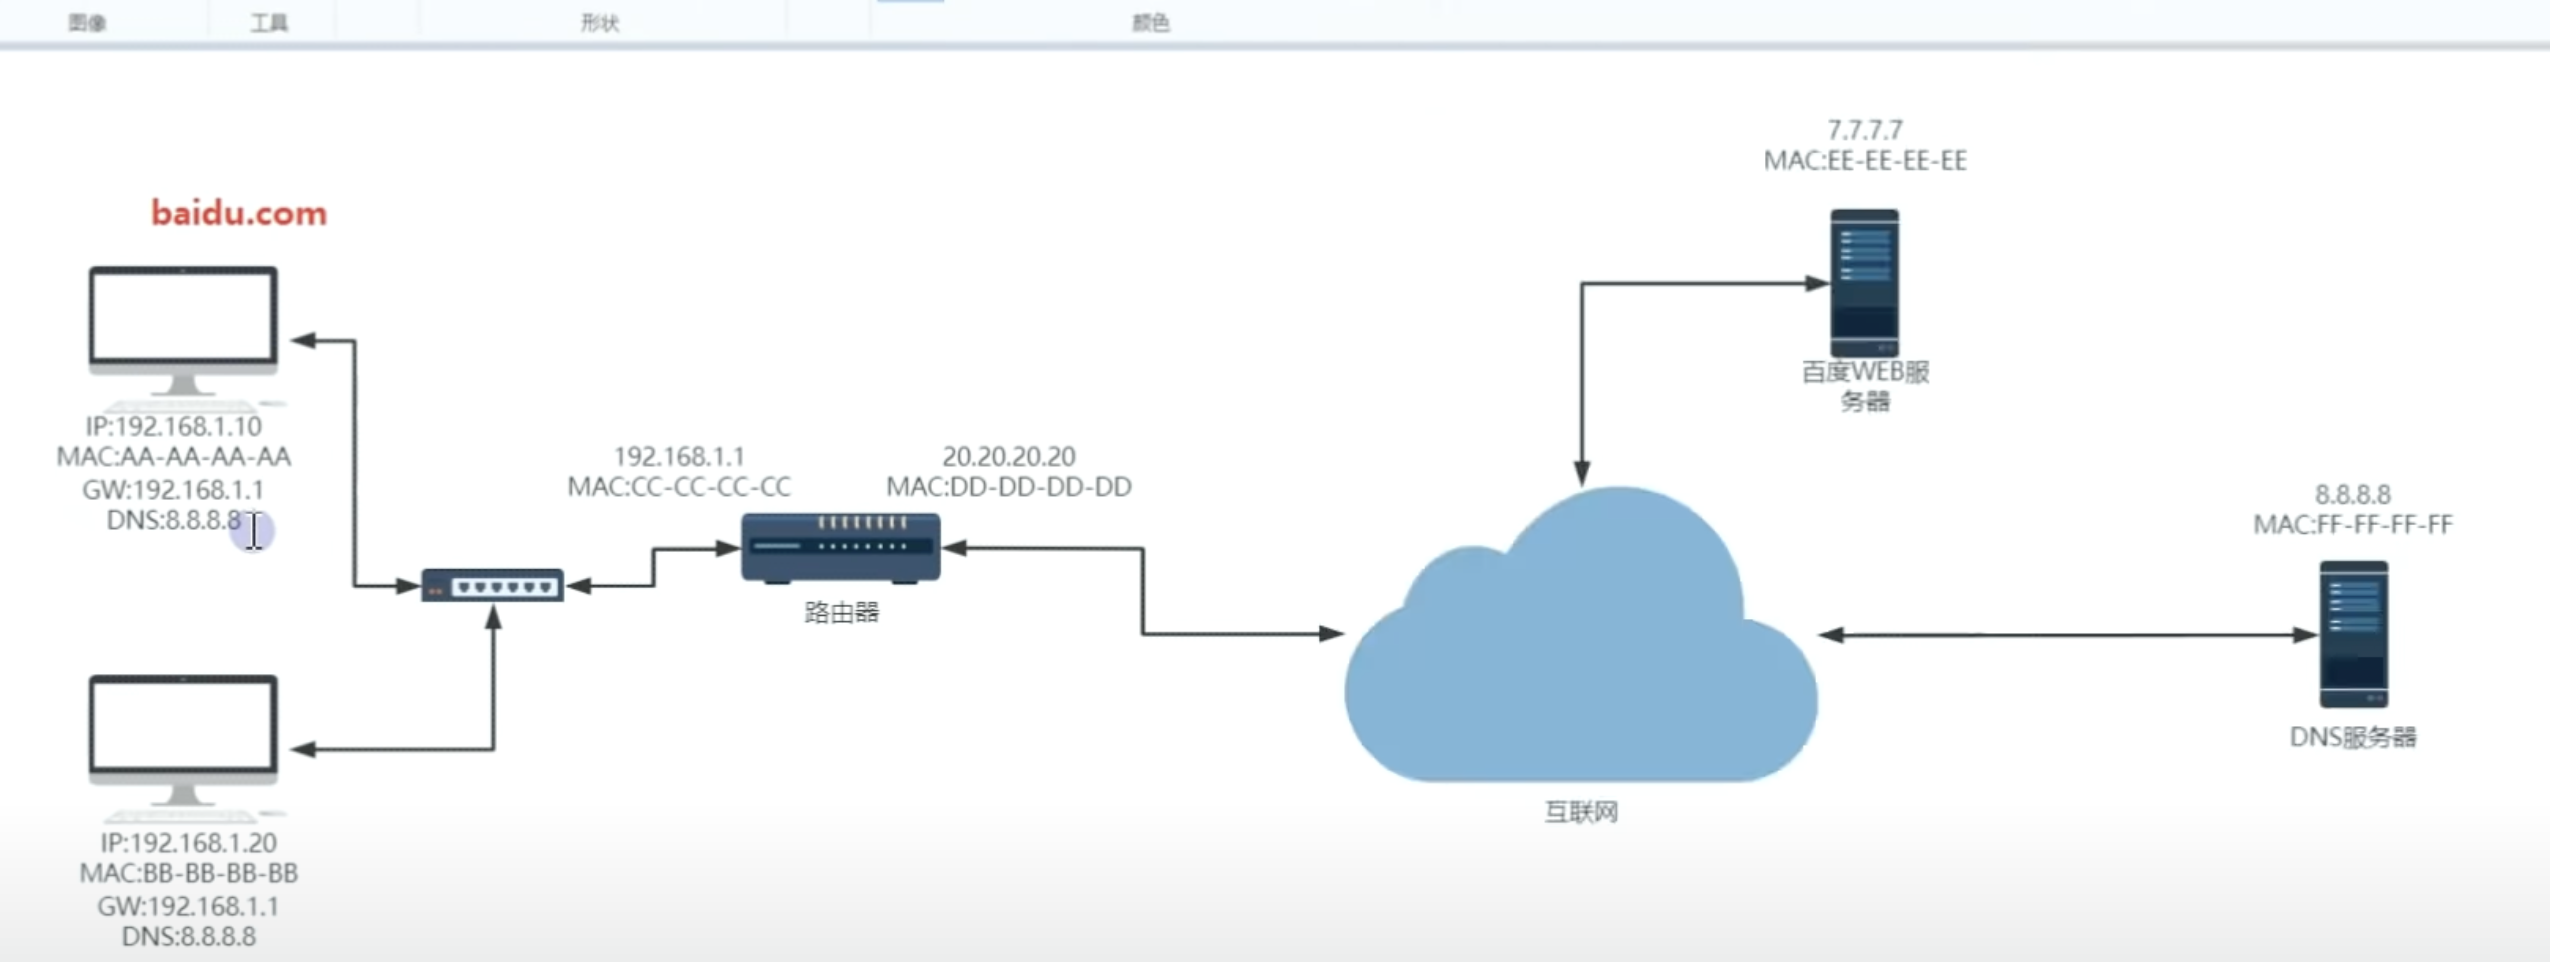 图像
工具
形状
颜色
baidu.com
IP:192.168.1.10
MAC:AA-AA-AA-AA
GW:192.168.1.1
DNS:8.8.8.8
IP:192.168.1.20
MAC:BB-BB-BB-BB
GW:192.168.1.1
DNS:8.8.8.8
192.168.1.1
MAC:CC-CC-CC-CC
20.20.20.20
MAC:DD-DD-DD-DD
路由器
互联网
7.7.7.7
MAC:EE-EE-EE-EE
百度WEB服
务器
8.8.8.8
MAC:FF-FF-FF-FF
DNS服务器